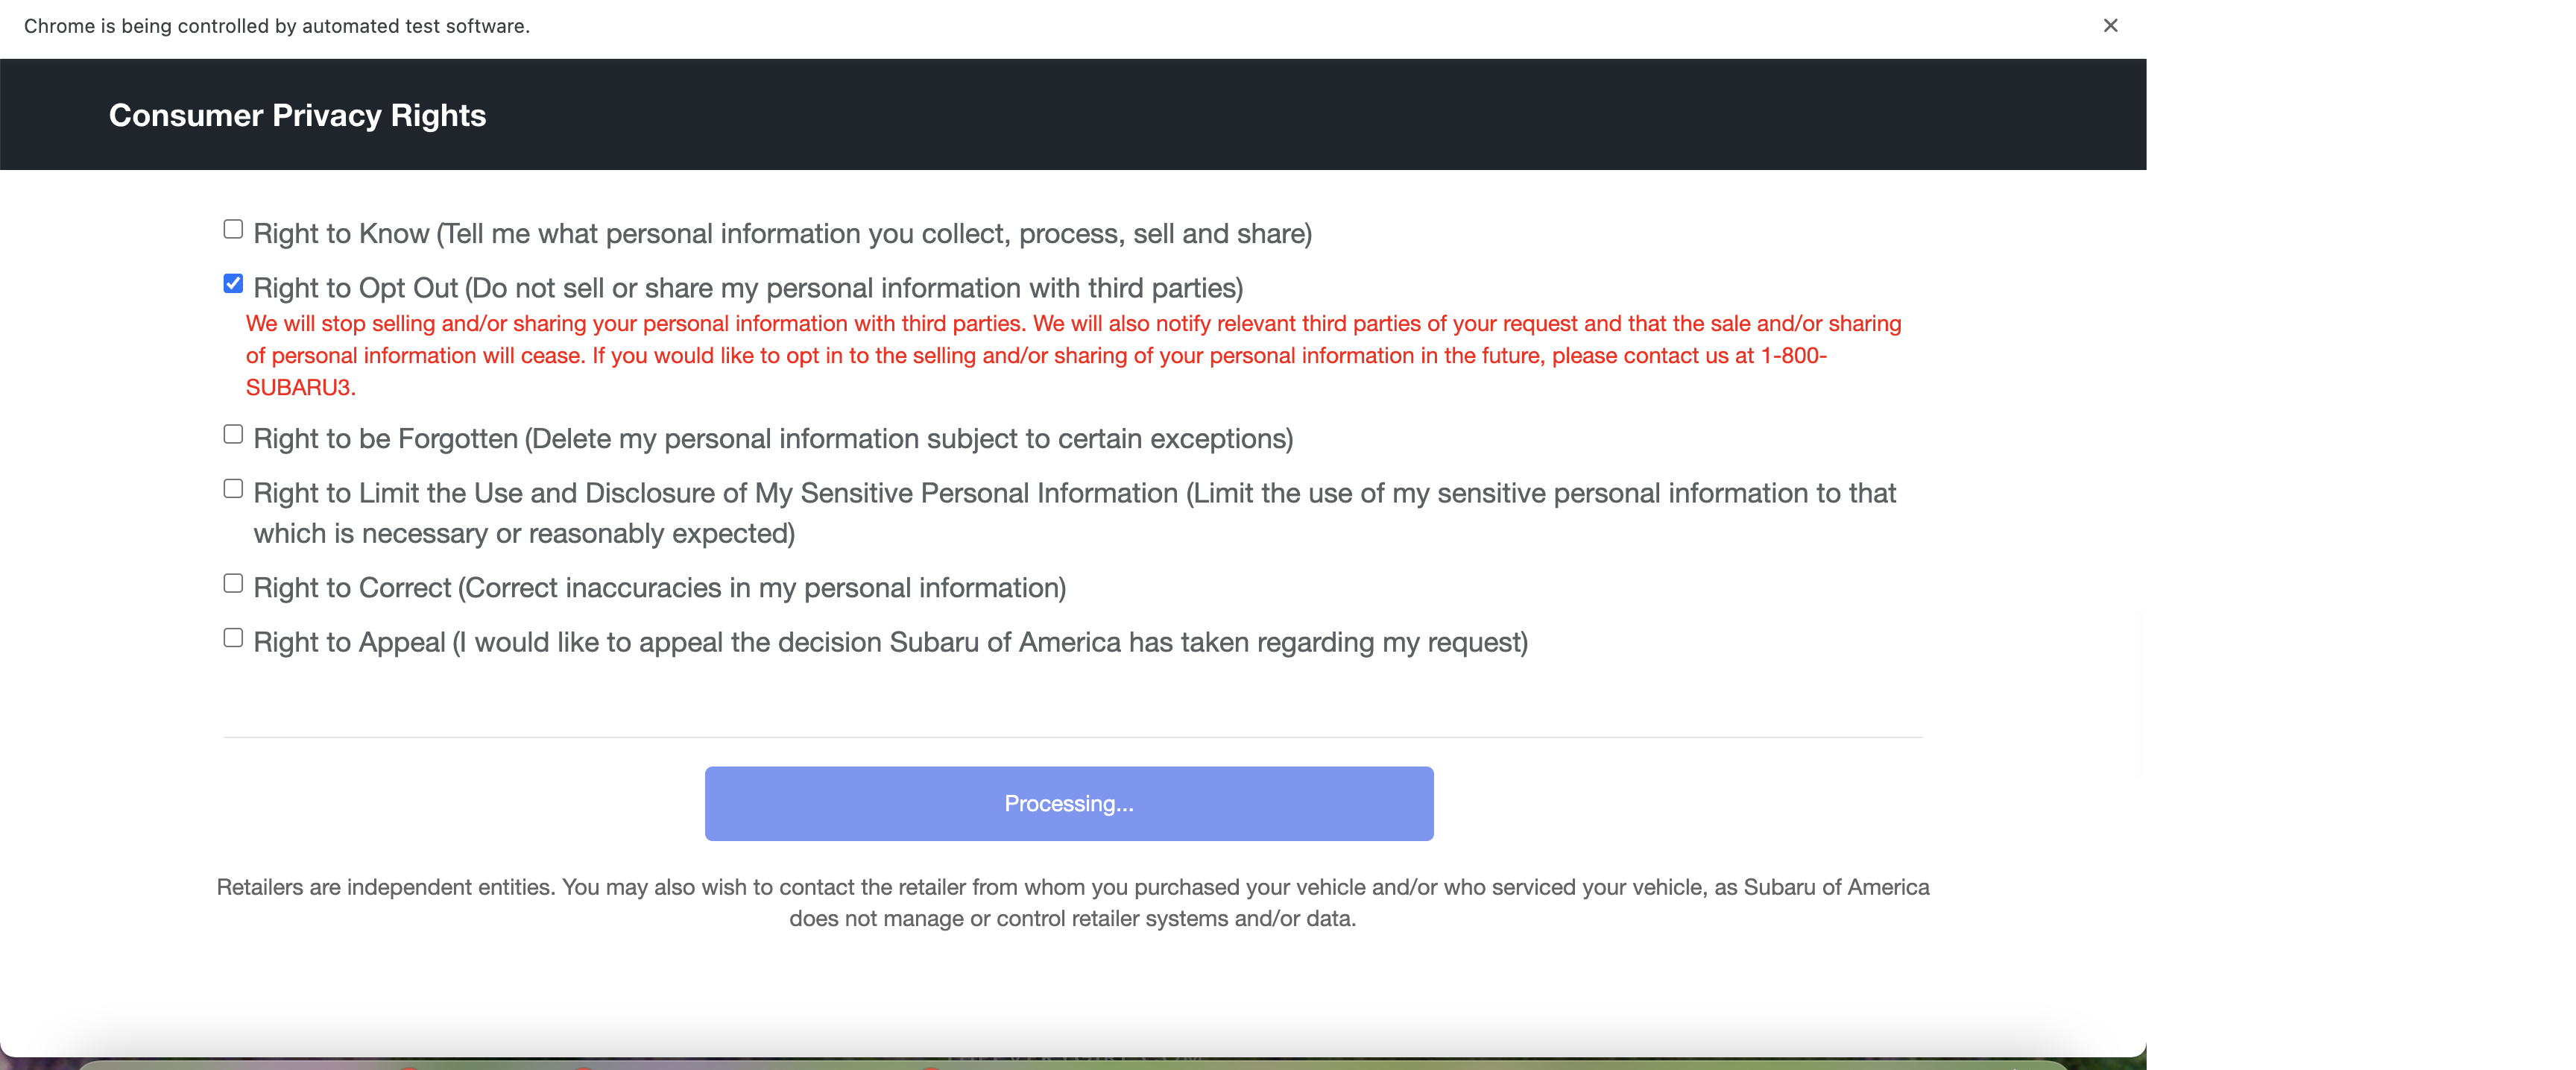 Chrome is being controlled by automated test software.
Consumer Privacy Rights
Right to Know (Tell me what personal information you collect, process, sell and share)
Right to Opt Out (Do not sell or share my personal information with third parties)
We will stop selling and/or sharing your personal information with third parties. We will also notify relevant third parties of your request and that the sale and/or sharing
of personal information will cease. If you would like to opt in to the selling and/or sharing of your personal information in the future, please contact us at 1-800-
SUBARU3.
Right to be Forgotten (Delete my personal information subject to certain exceptions)
Right to Limit the Use and Disclosure of My Sensitive Personal Information (Limit the use of my sensitive personal information to that
which is necessary or reasonably expected)
Right to Correct (Correct inaccuracies in my personal information)
Right to Appeal (I would like to appeal the decision Subaru of America has taken regarding my request)
Processing...
Retailers are independent entities. You may also wish to contact the retailer from whom you purchased your vehicle and/or who serviced your vehicle, as Subaru of America
does not manage or control retailer systems and/or data.